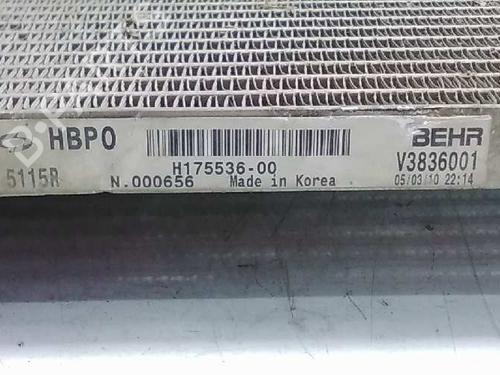 HBPO BEHR
H175536-00 V3836001
5115R N.000656 Made in Korea 05/03/10 22:14